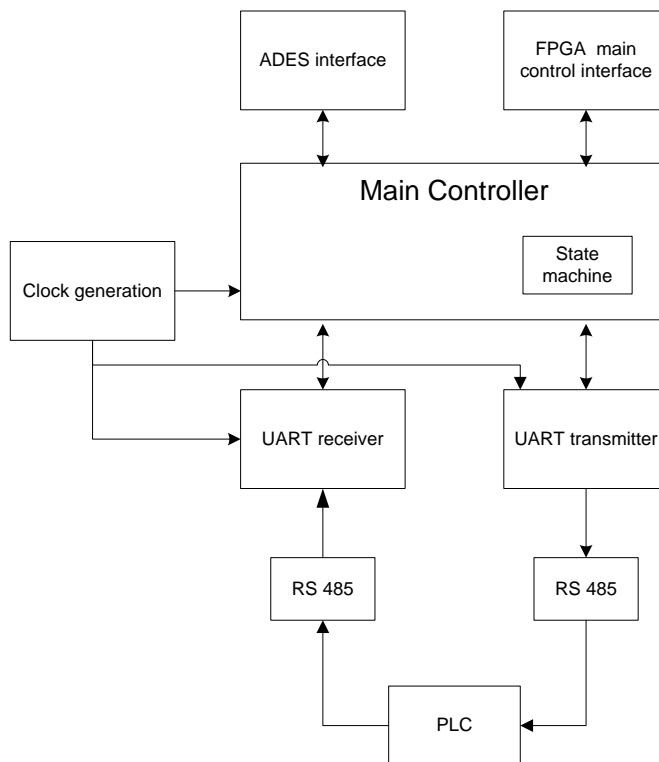 ADES interface
FPGA main
control interface
Main Controller
State
machine
Clock generation
UART receiver
UART transmitter
RS 485
RS 485
PLC